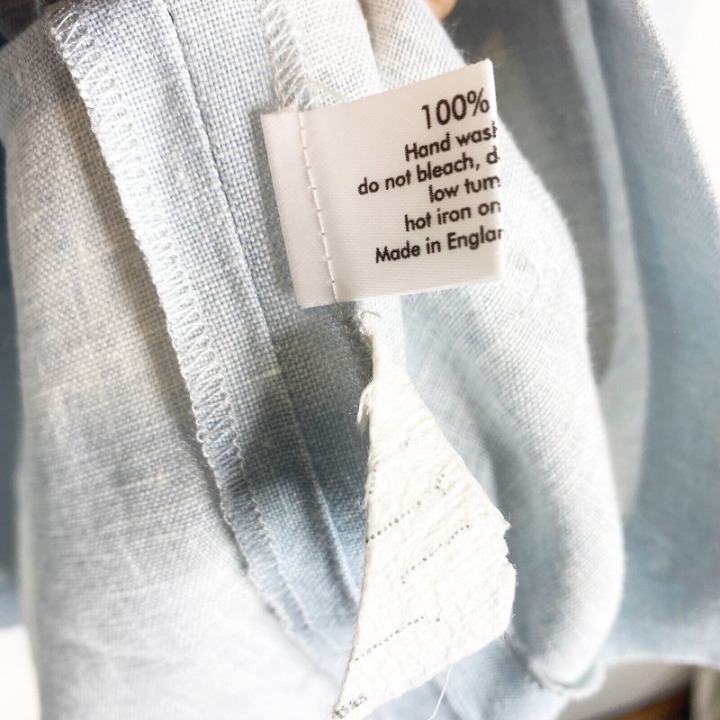 100%
Hand wash
do not bleach, d
low tum
hot iron on
Made in Englan